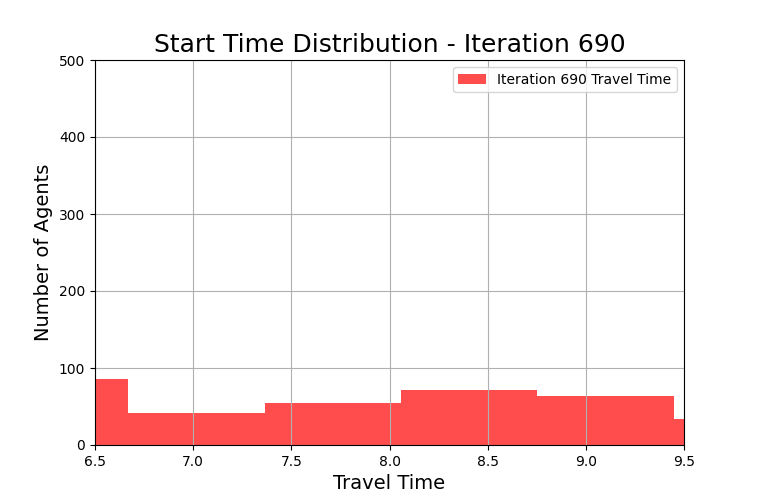 Start Time Distribution - Iteration 690
Iteration 690 Travel Time
Number of Agents
500
400
300
200
100
0
6.5 7.0 7.5 8.0 8.5 9.0 9.5
Travel Time